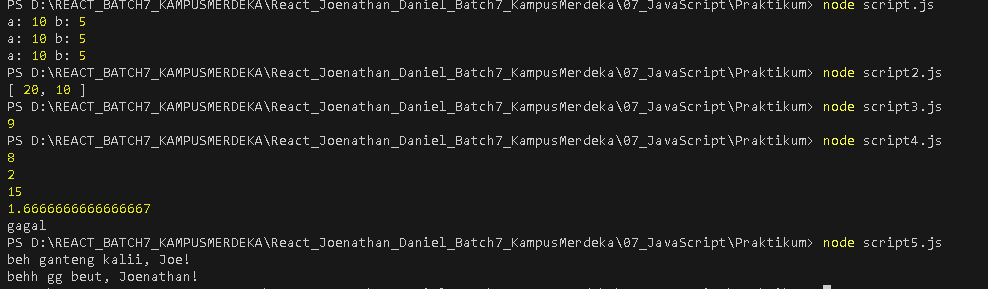 PS D:\REACT_BATCH7_KAMPUSMERDEKA\React_Joenathan_Daniel_Batch7_KampusMerdeka\07_JavaScript\Praktikum> node script.js
a: 10 b: 5
a: 10 b: 5
a: 10 b: 5
PS D:\REACT_BATCH7_KAMPUSMERDEKA\React_Joenathan_Daniel_Batch7_KampusMerdeka\07_JavaScript\Praktikum> node script2.js
[ 20, 10 ]
PS D:\REACT_BATCH7_KAMPUSMERDEKA\React_Joenathan_Daniel_Batch7_KampusMerdeka\07_JavaScript\Praktikum> node script3.js
9
PS D:\REACT_BATCH7_KAMPUSMERDEKA\React_Joenathan_Daniel_Batch7_KampusMerdeka\07_JavaScript\Praktikum> node script4.js
8
2
15
1.6666666666666667
gagal
PS D:\REACT_BATCH7_KAMPUSMERDEKA\React_Joenathan_Daniel_Batch7_KampusMerdeka\07_JavaScript\Praktikum> node script5.js
beh ganteng kalii, Joe!
behh gg beut, Joenathan!